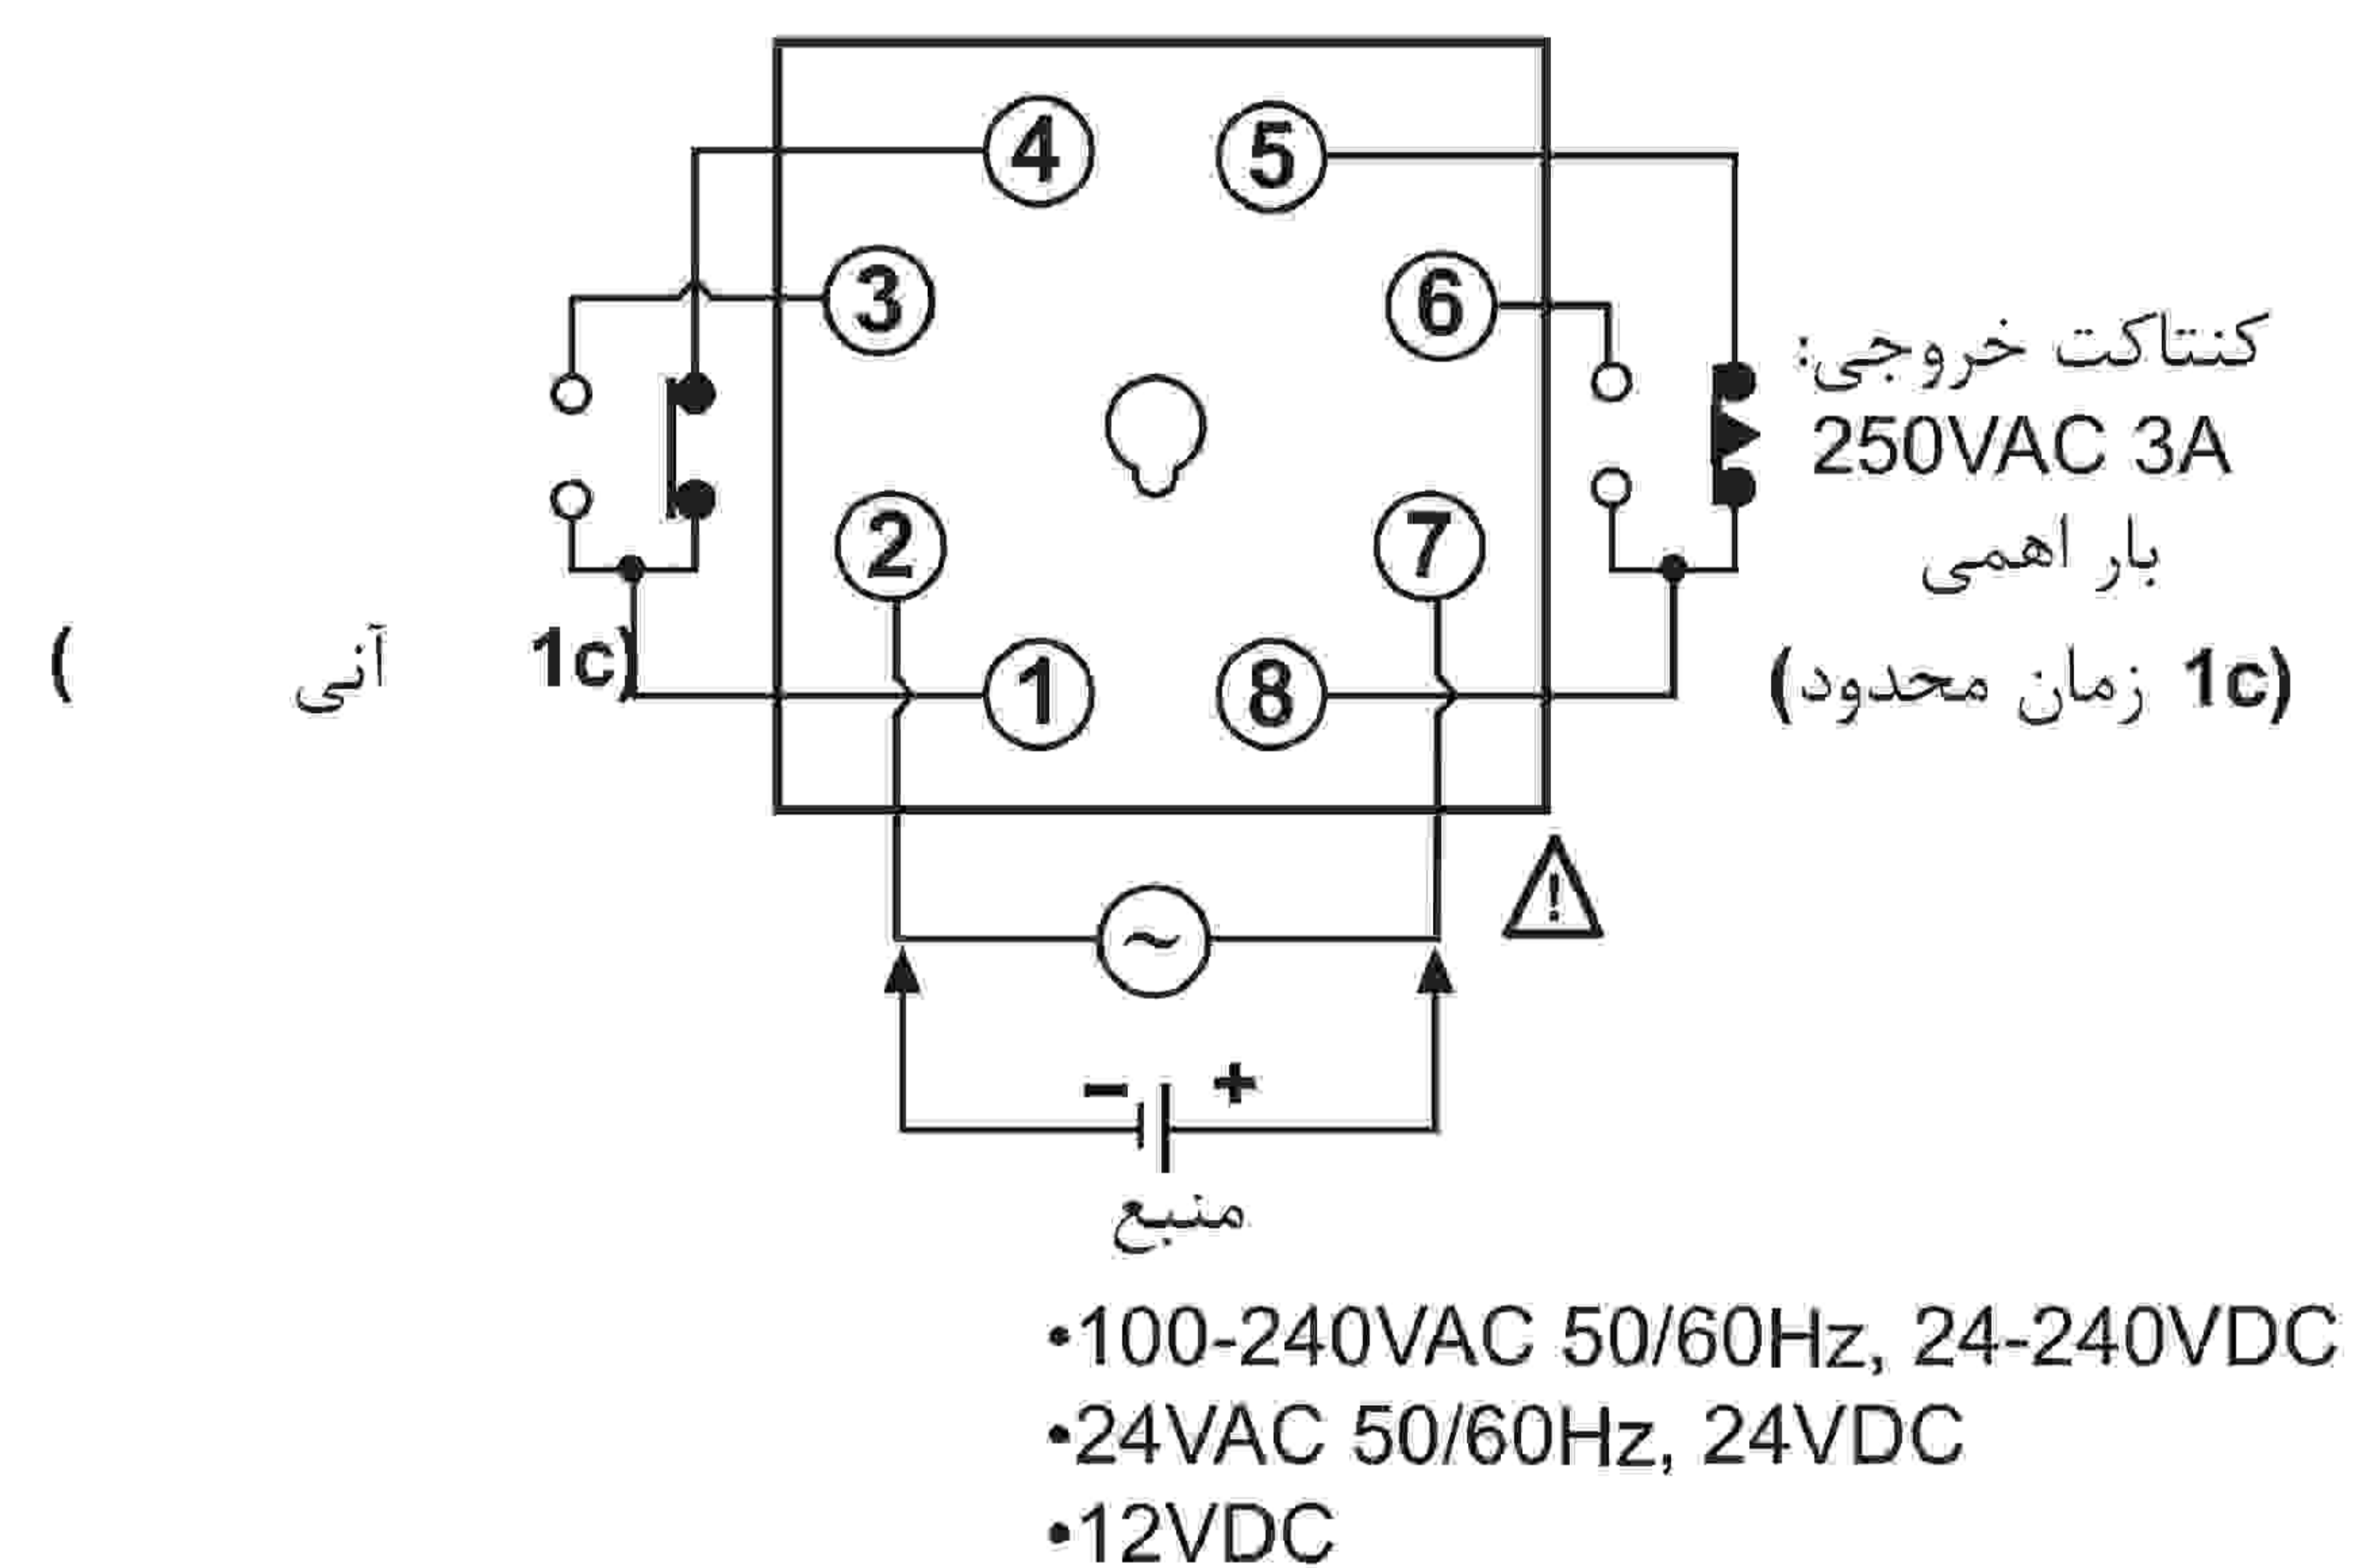 4 5
3 6
2 7
1 8
کنتاکت خروجی:
250VAC 3A
بار اهمی
(1c زمان محدود)
(1c آنی)
!
~
− +
منبع
•100-240VAC 50/60Hz, 24-240VDC
•24VAC 50/60Hz, 24VDC
•12VDC